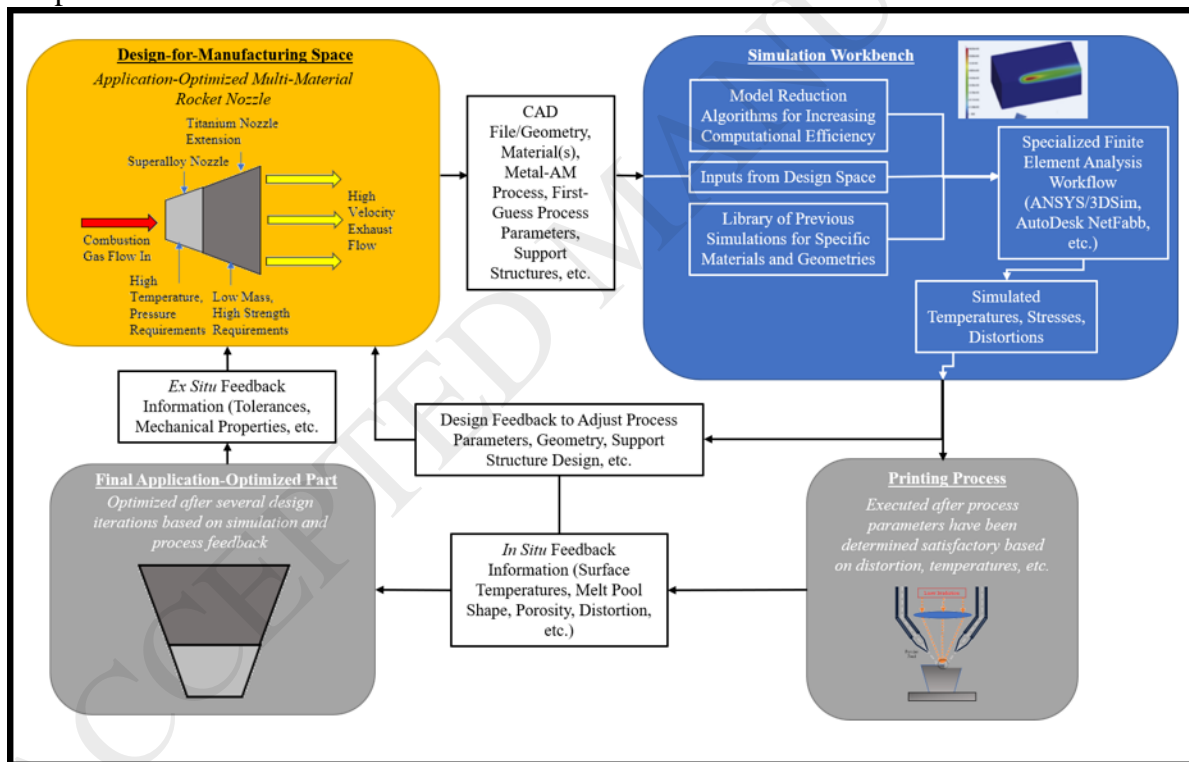 Design-for-Manufacturing Space
Application-Optimized Multi-Material
Rocket Nozzle
Titanium Nozzle
Extension
Superalloy Nozzle
Combustion
Gas Flow In
High
Velocity
Exhaust
Flow
High
Temperature,
Pressure
Requirements
Low Mass,
High Strength
Requirements
CAD
File/Geometry,
Material(s),
Metal-AM
Process, First-
Guess Process
Parameters,
Support
Structures, etc.
Simulation Workbench
Model Reduction
Algorithms for Increasing
Computational Efficiency
Inputs from Design Space
Library of Previous
Simulations for Specific
Materials and Geometries
Specialized Finite
Element Analysis
Workflow
(ANSYS/3DSim,
AutoDesk NetFabb,
etc.)
Simulated
Temperatures, Stresses,
Distortions
Ex Situ Feedback
Information (Tolerances,
Mechanical Properties, etc.
Design Feedback to Adjust Process
Parameters, Geometry, Support
Structure Design, etc.
Final Application-Optimized Part
Optimized after several design
iterations based on simulation and
process feedback
In Situ Feedback
Information (Surface
Temperatures, Melt Pool
Shape, Porosity, Distortion,
etc.)
Printing Process
Executed after process
parameters have been
determined satisfactory based
on distortion, temperatures, etc.
ACCEPTED MANU